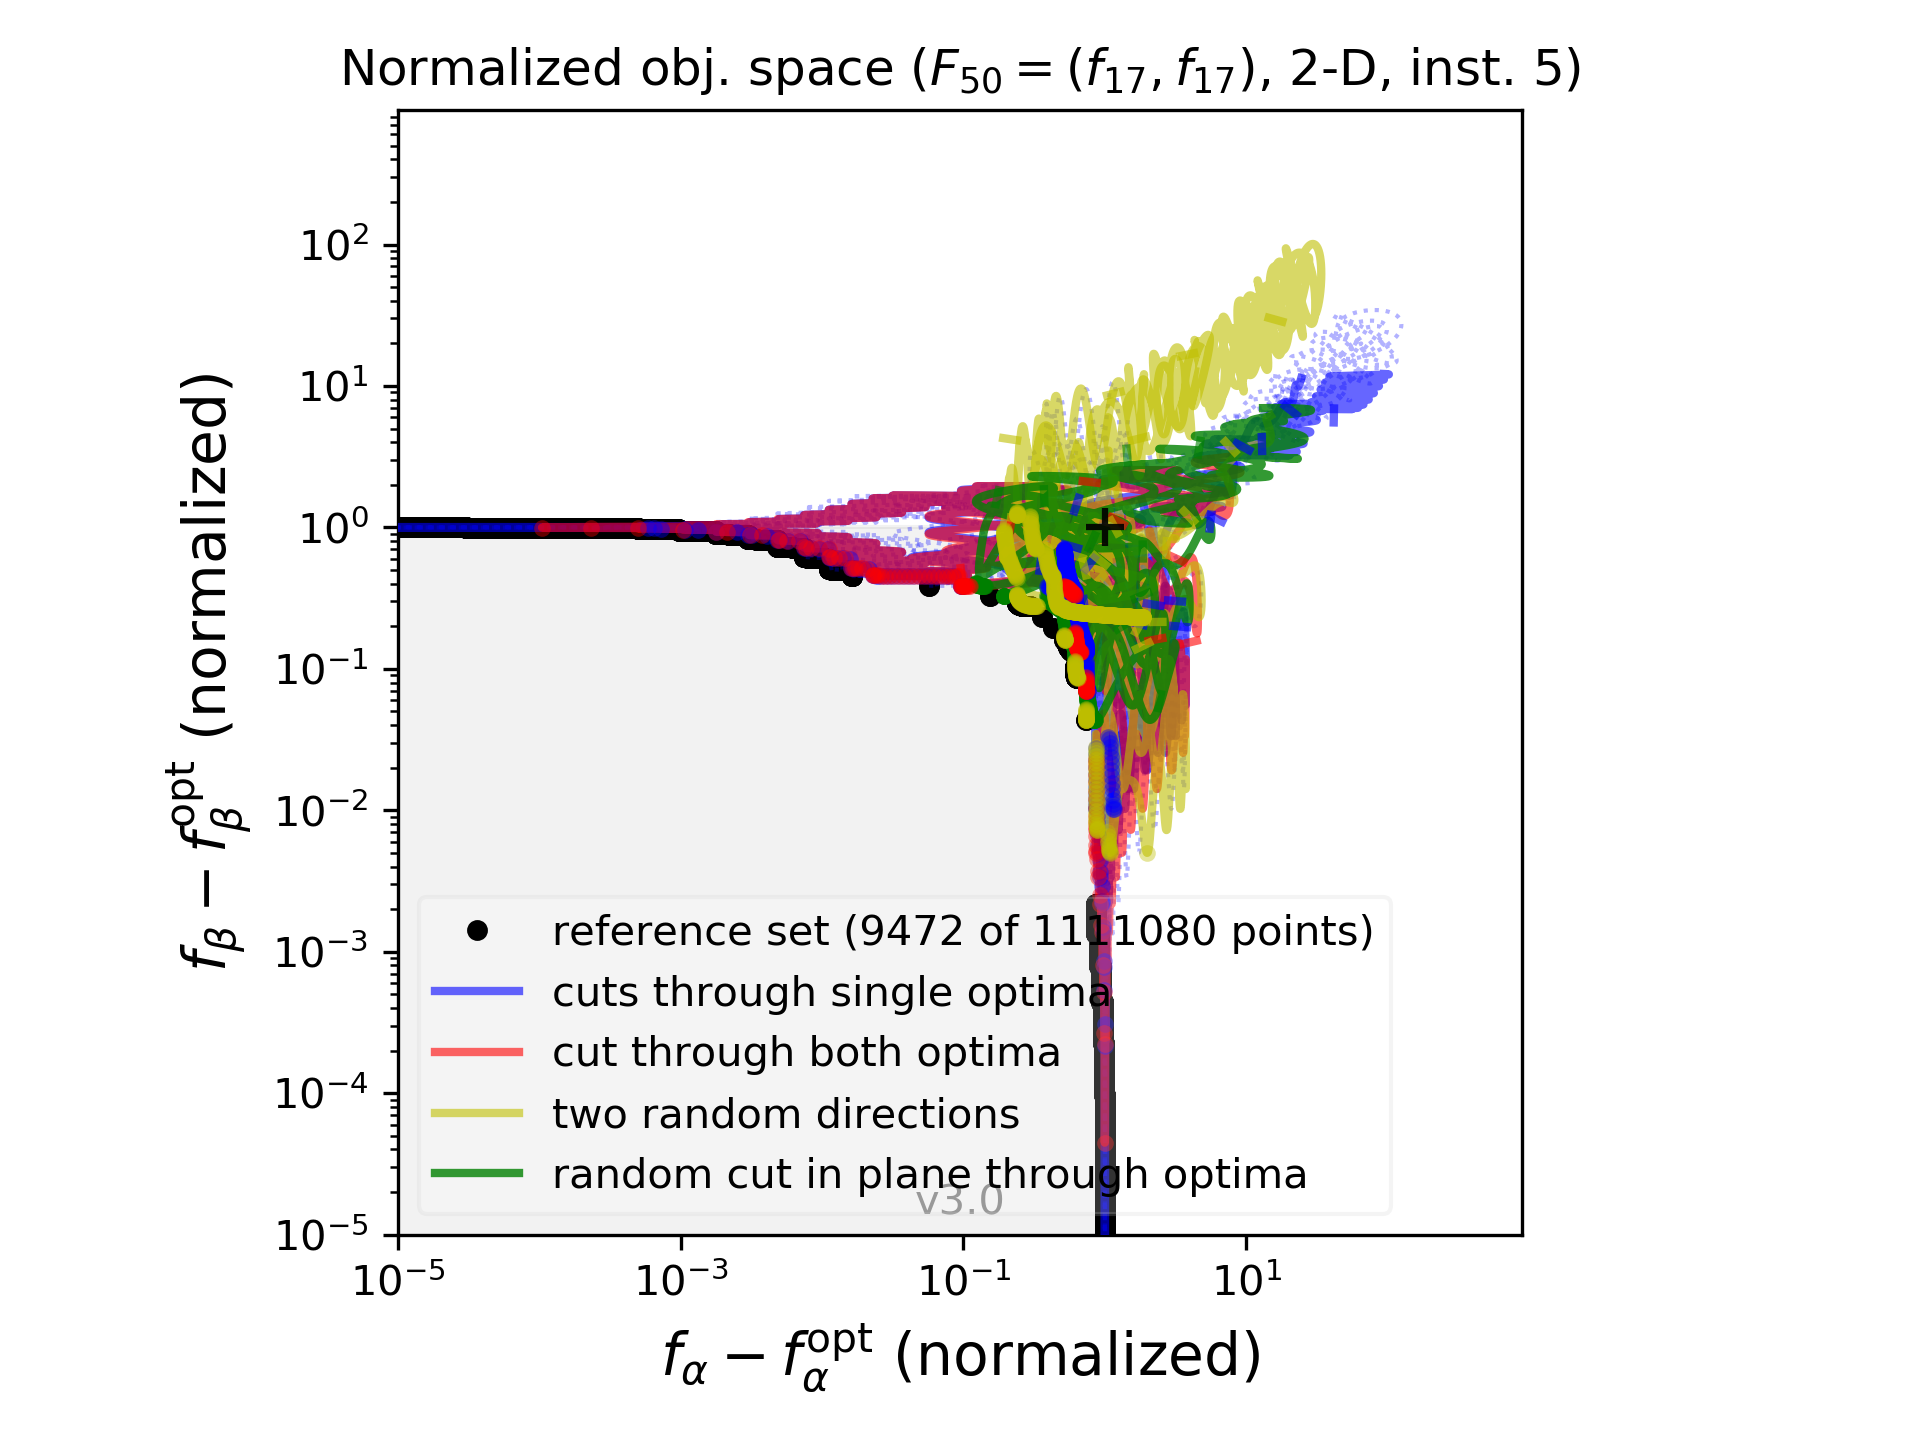 Normalized obj. space (F₅₀ = (f₁₇, f₁₇), 2-D, inst. 5)
f_β − f_β^opt (normalized)
10²
10¹
10⁰
10⁻¹
10⁻²
10⁻³
10⁻⁴
10⁻⁵
reference set (9472 of 1111080 points)
cuts through single optima
cut through both optima
two random directions
random cut in plane through optima
v3.0
10⁻⁵ 10⁻³ 10⁻¹ 10¹
f_α − f_α^opt (normalized)